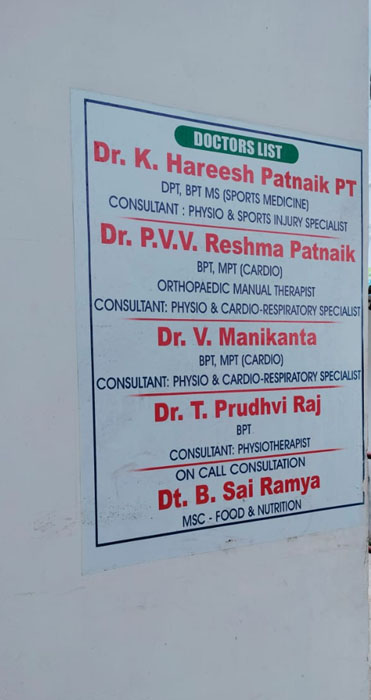 DOCTORS LIST
Dr. K. Hareesh Patnaik PT
DPT, BPT MS (SPORTS MEDICINE)
CONSULTANT : PHYSIO & SPORTS INJURY SPECIALIST
Dr. P.V.V. Reshma Patnaik
BPT, MPT (CARDIO)
ORTHOPAEDIC MANUAL THERAPIST
CONSULTANT: PHYSIO & CARDIO-RESPIRATORY SPECIALIST
Dr. V. Manikanta
BPT, MPT (CARDIO)
CONSULTANT: PHYSIO & CARDIO-RESPIRATORY SPECIALIST
Dr. T. Prudhvi Raj
BPT
CONSULTANT: PHYSIOTHERAPIST
ON CALL CONSULTATION
Dt. B. Sai Ramya
MSC - FOOD & NUTRITION